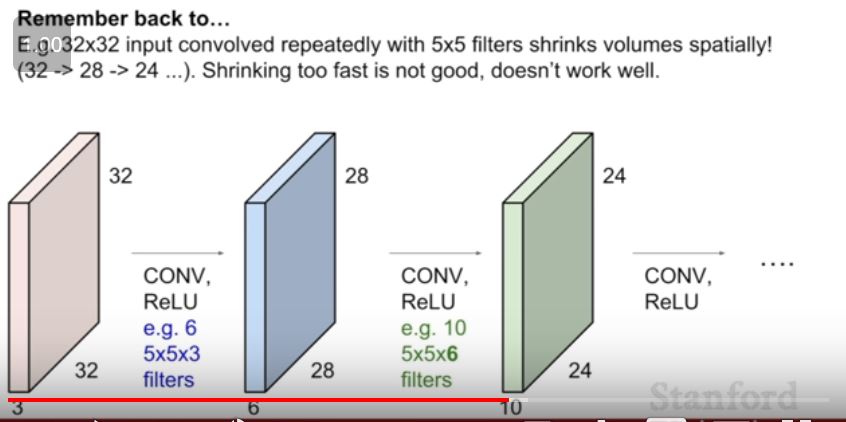 Remember back to…
E.g. 32x32 input convolved repeatedly with 5x5 filters shrinks volumes spatially!
(32 -> 28 -> 24 ...). Shrinking too fast is not good, doesn't work well.
32
28
24
CONV,
ReLU
e.g. 6
5x5x3
filters
CONV,
ReLU
e.g. 10
5x5x6
filters
CONV,
ReLU
....
32
28
24
3
6
10
Stanford